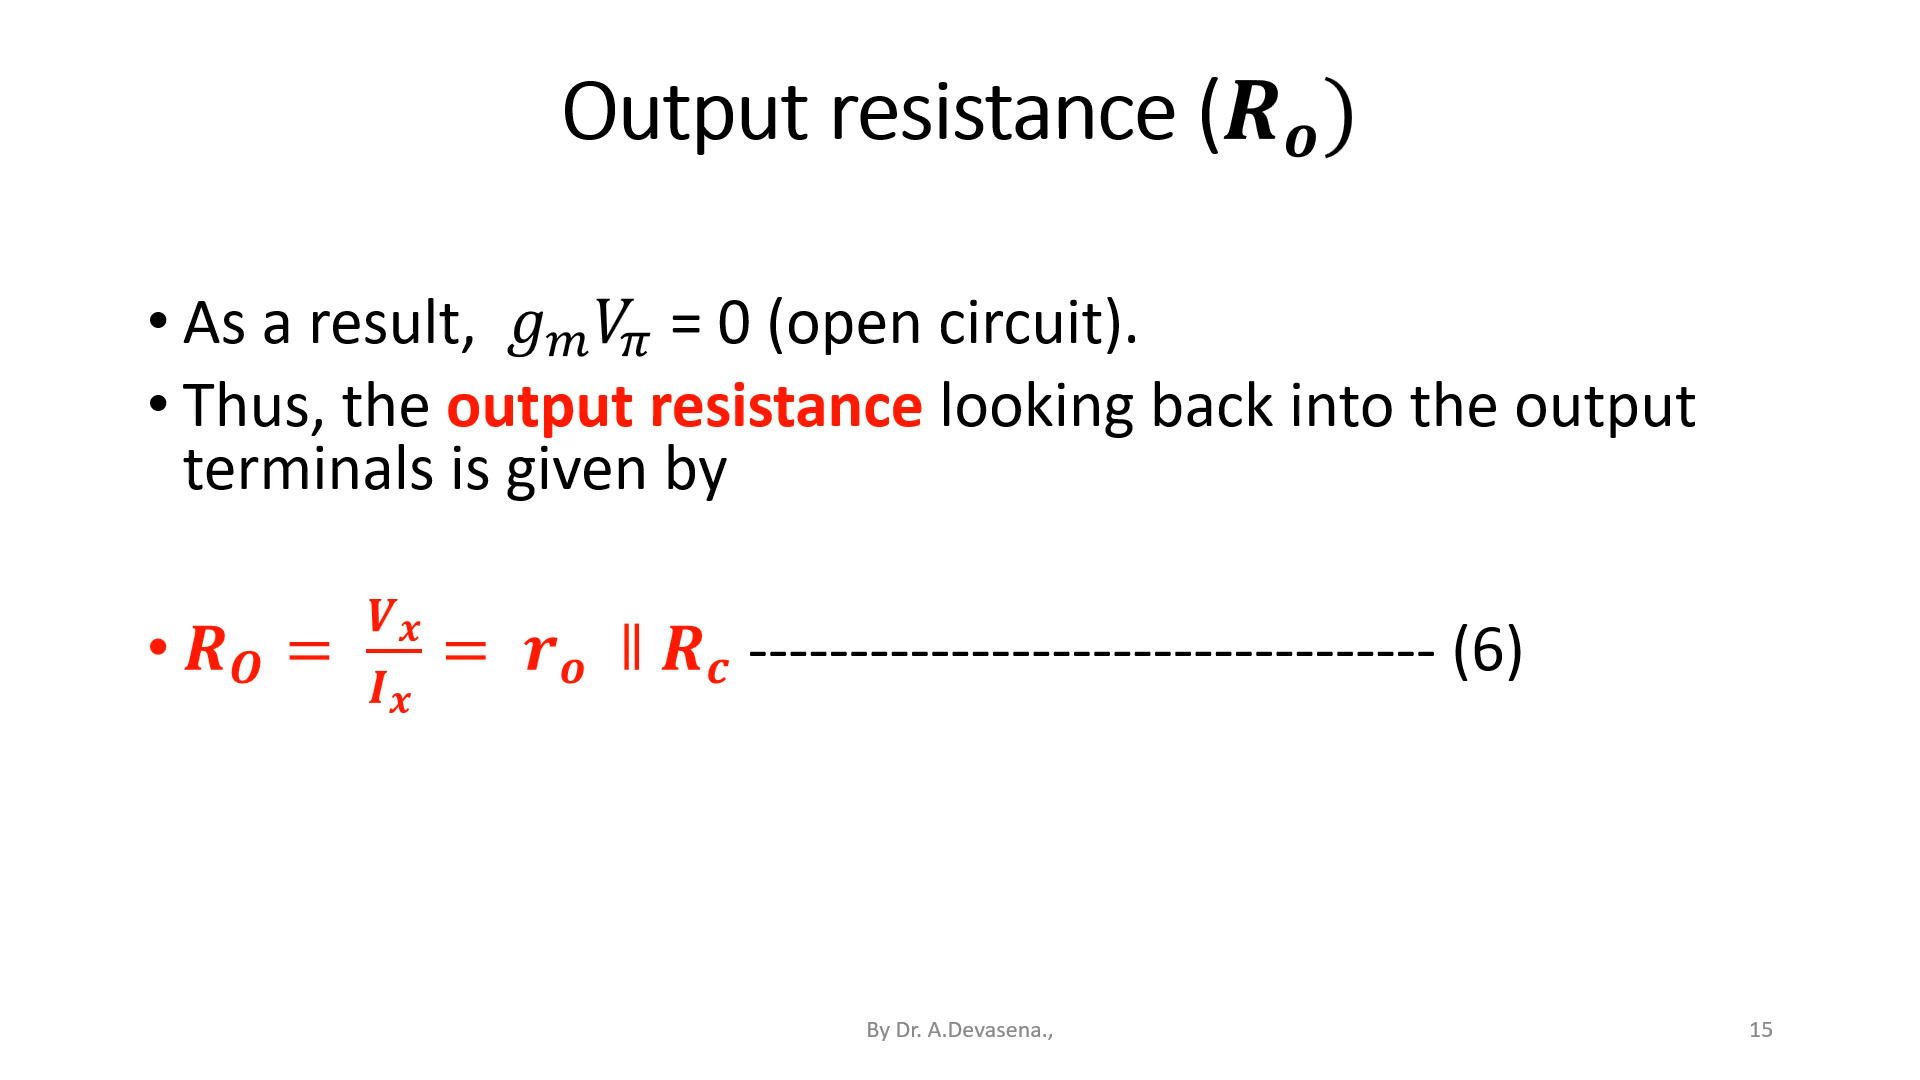 Output resistance (𝑹𝒐)
• As a result, 𝑔𝑚𝑉𝜋 = 0 (open circuit).
• Thus, the output resistance looking back into the output
terminals is given by
• 𝑹𝑶 = 𝑽𝒙/𝑰𝒙 = 𝒓𝒐 ∥ 𝑹𝒄 ---------------------------------- (6)
By Dr. A.Devasena.,
15